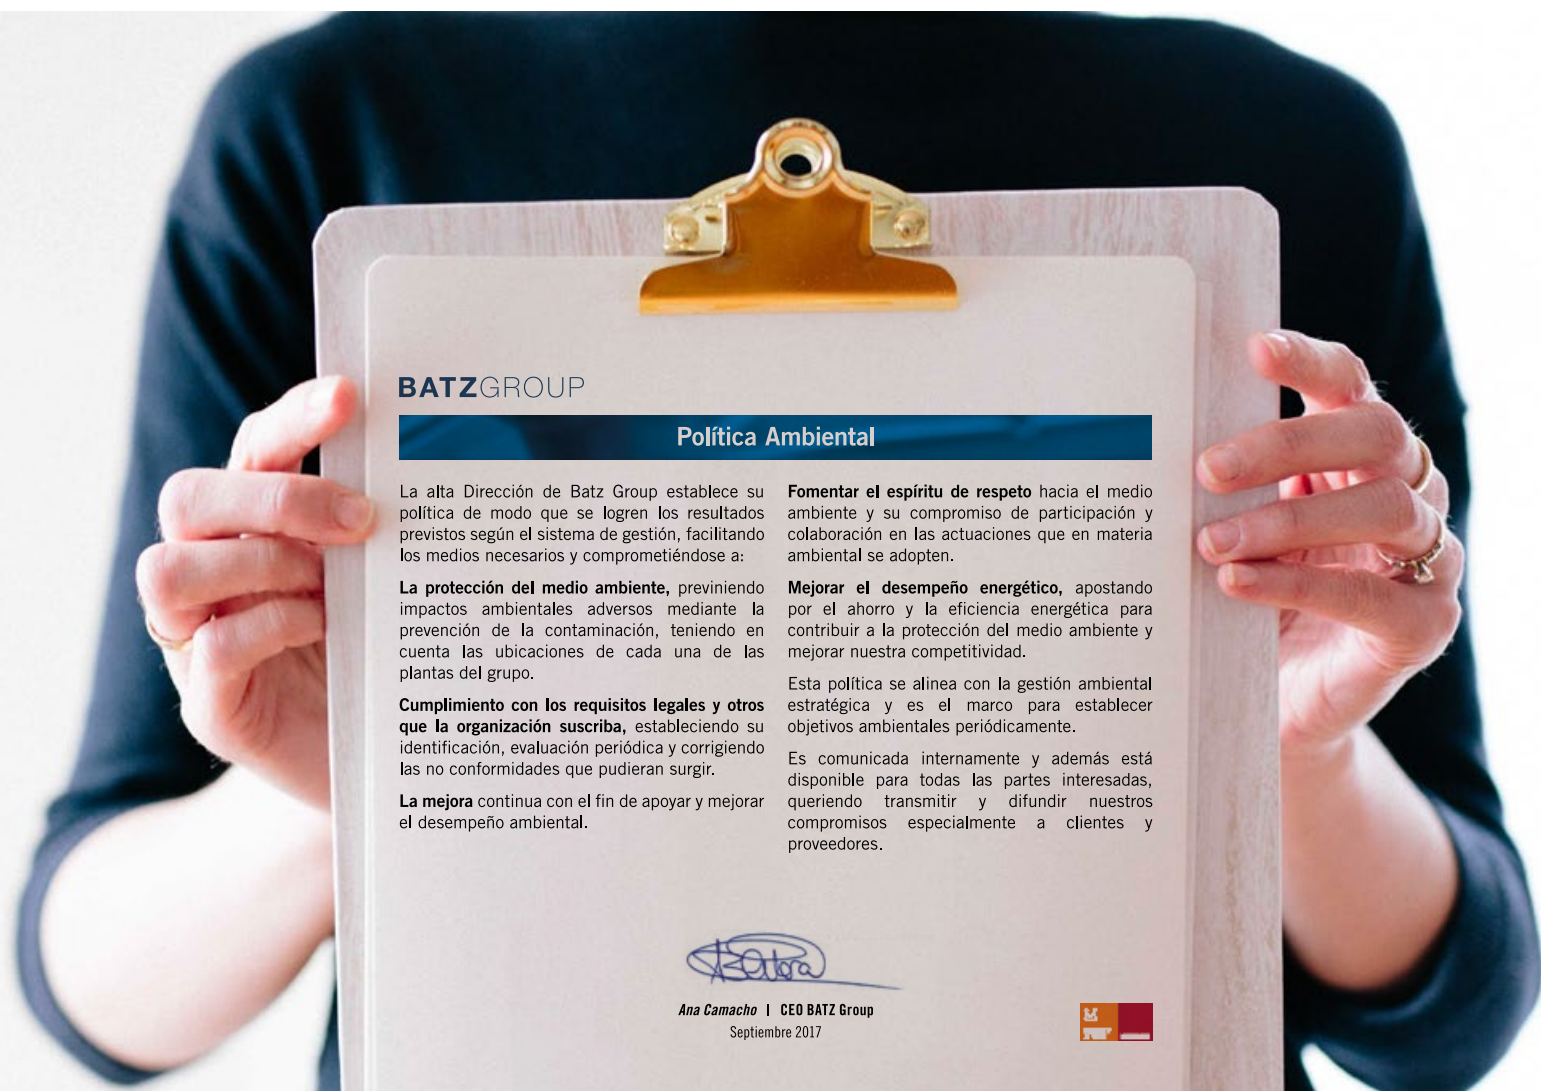 BATZGROUP
Política Ambiental
La alta Dirección de Batz Group establece su
política de modo que se logren los resultados
previstos según el sistema de gestión, facilitando
los medios necesarios y comprometiéndose a:
La protección del medio ambiente, previniendo
impactos ambientales adversos mediante la
prevención de la contaminación, teniendo en
cuenta las ubicaciones de cada una de las
plantas del grupo.
Cumplimiento con los requisitos legales y otros
que la organización suscriba, estableciendo su
identificación, evaluación periódica y corrigiendo
las no conformidades que pudieran surgir.
La mejora continua con el fin de apoyar y mejorar
el desempeño ambiental.
Fomentar el espíritu de respeto hacia el medio
ambiente y su compromiso de participación y
colaboración en las actuaciones que en materia
ambiental se adopten.
Mejorar el desempeño energético, apostando
por el ahorro y la eficiencia energética para
contribuir a la protección del medio ambiente y
mejorar nuestra competitividad.
Esta política se alinea con la gestión ambiental
estratégica y es el marco para establecer
objetivos ambientales periódicamente.
Es comunicada internamente y además está
disponible para todas las partes interesadas,
queriendo transmitir y difundir nuestros
compromisos especialmente a clientes y
proveedores.
Ana Camacho | CEO BATZ Group
Septiembre 2017